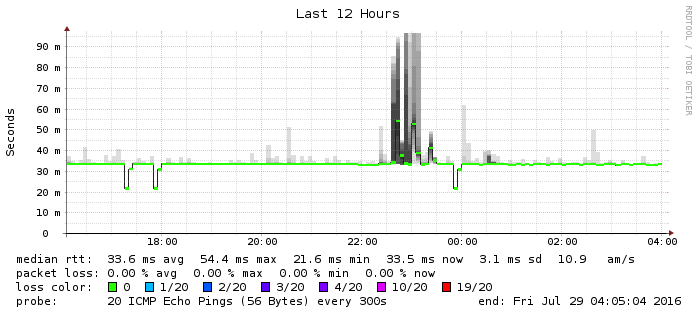 Last 12 Hours
RRDTOOL / TOBI OETIKER
Seconds
90 m
80 m
70 m
60 m
50 m
40 m
30 m
20 m
10 m
0
18:00 20:00 22:00 00:00 02:00 04:00
median rtt: 33.6 ms avg 54.4 ms max 21.6 ms min 33.5 ms now 3.1 ms sd 10.9 am/s
packet loss: 0.00 % avg 0.00 % max 0.00 % min 0.00 % now
loss color: 0 1/20 2/20 3/20 4/20 10/20 19/20
probe: 20 ICMP Echo Pings (56 Bytes) every 300s end: Fri Jul 29 04:05:04 2016